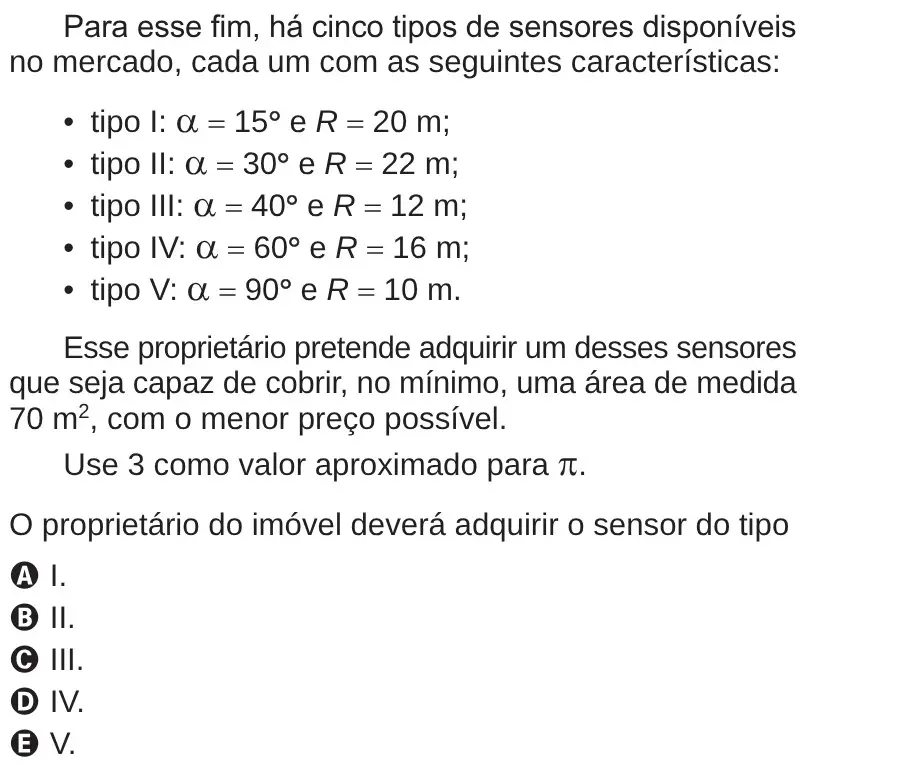 Para esse fim, há cinco tipos de sensores disponíveis
no mercado, cada um com as seguintes características:
• tipo I: α = 15° e R = 20 m;
• tipo II: α = 30° e R = 22 m;
• tipo III: α = 40° e R = 12 m;
• tipo IV: α = 60° e R = 16 m;
• tipo V: α = 90° e R = 10 m.
Esse proprietário pretende adquirir um desses sensores
que seja capaz de cobrir, no mínimo, uma área de medida
70 m², com o menor preço possível.
Use 3 como valor aproximado para π.
O proprietário do imóvel deverá adquirir o sensor do tipo
A I.
B II.
C III.
D IV.
E V.